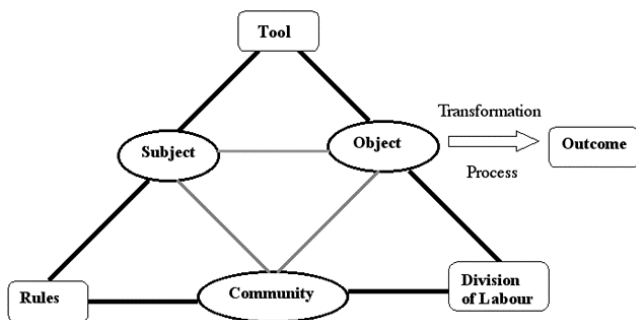 Tool
Transformation
Subject
Object
Outcome
Process
Rules
Community
Division
of Labour